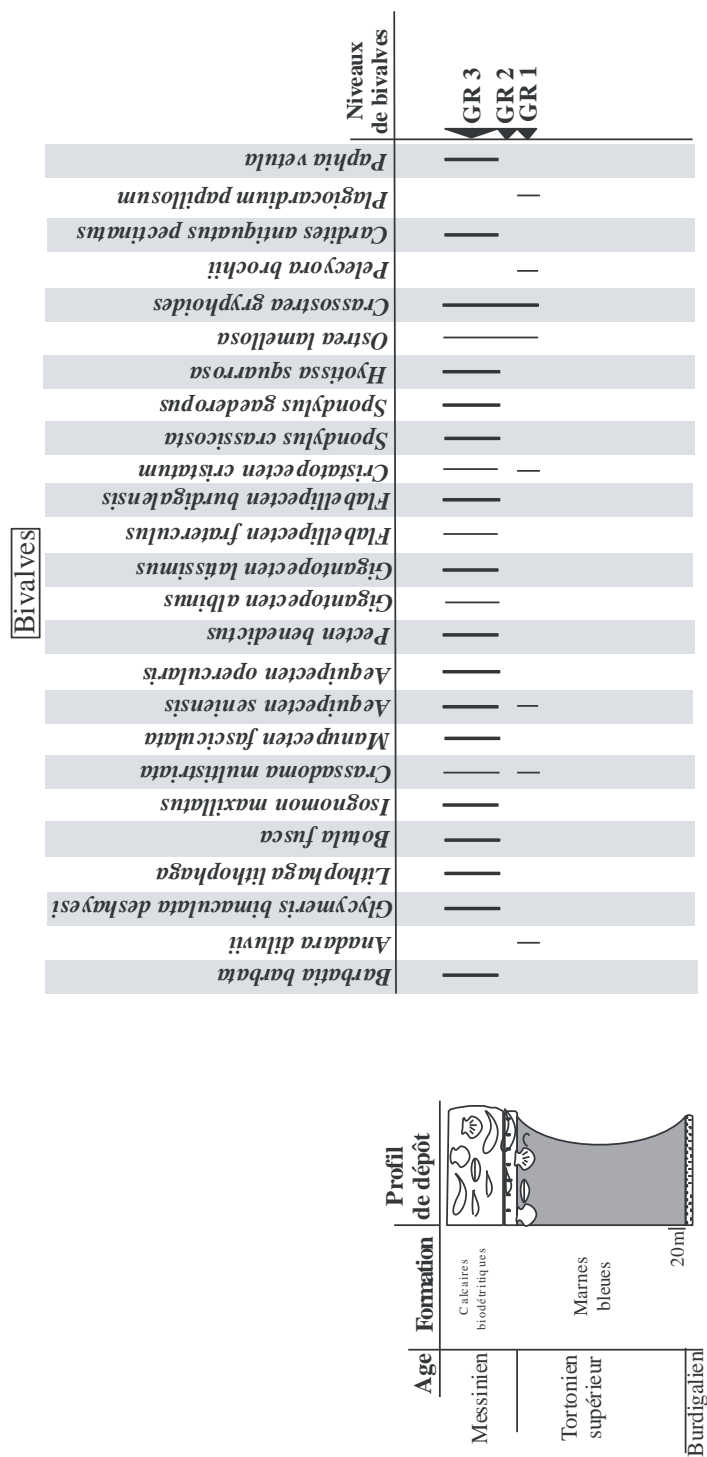 Bivalves
Niveaux
de bivalves
GR 3
GR 2
GR 1
Paphia vetula
Plagiocardium papillosum
Cardites antiquatus pectinatus
Pelecyora brochii
Crassostrea gryphoides
Ostrea lamellosa
Hyotissa squarrosa
Spondylus gaederopus
Spondylus crassicosta
Cristatopecten cristatum
Flabellipecten burdigalensis
Flabellipecten fraterculus
Gigantopecten latissimus
Gigantopecten albinus
Pecten benedictus
Aequipecten opercularis
Aequipecten seniensis
Manupecten fasciculata
Crassadoma multistriata
Isognomon maxillatus
Botula fusca
Lithophaga lithophaga
Glycymeris bimaculata deshayesi
Anadara diluvii
Barbatia barbata
Age
Formation
Profil
de dépôt
Messinien
Calcaires
biodétritiques
Tortonien
supérieur
Marnes
bleues
20m
Burdigalien